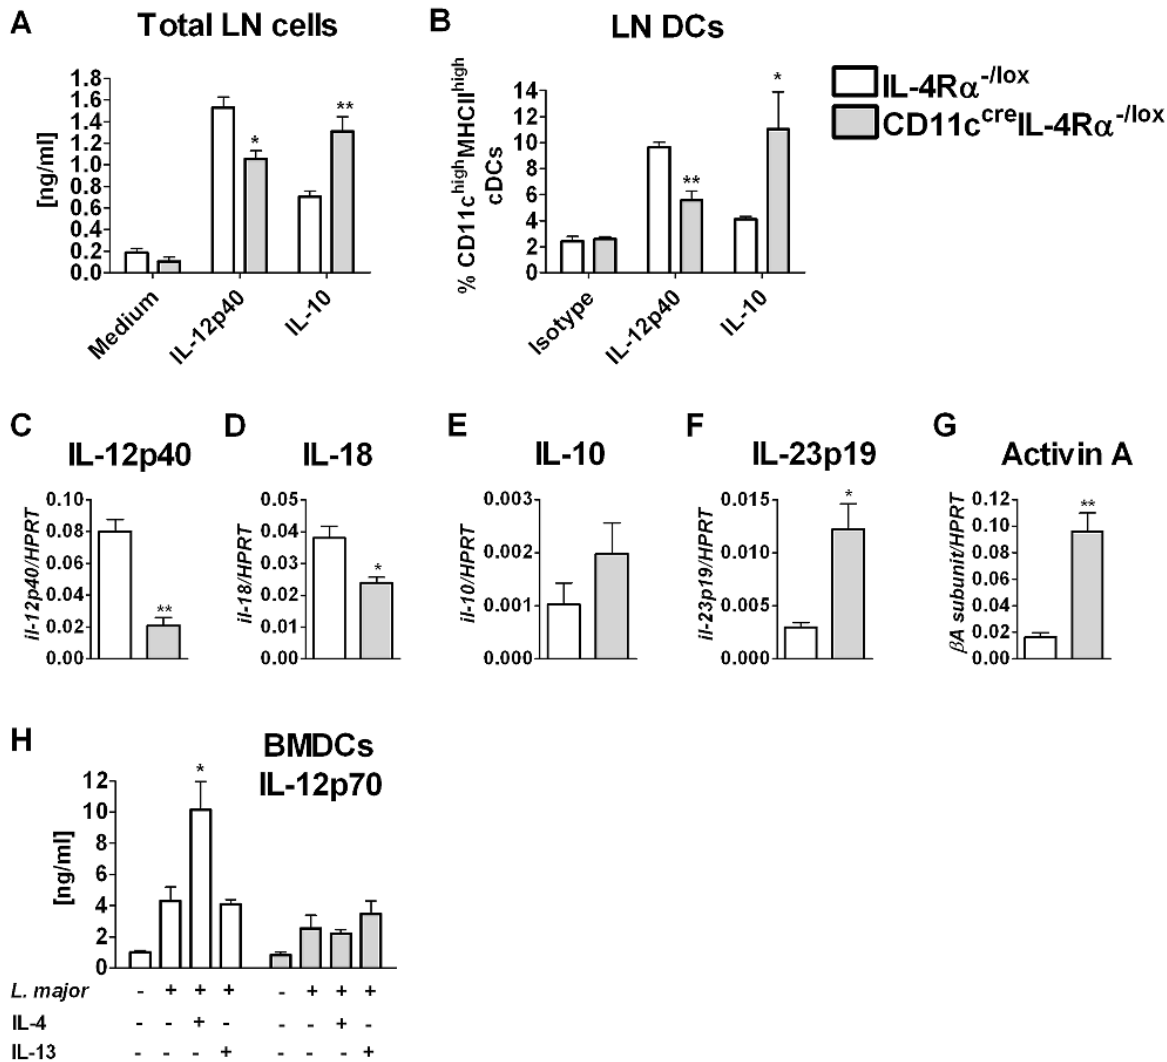 A Total LN cells
[ng/ml]
1.8
1.6
1.4
1.2
1.0
0.8
0.6
0.4
0.2
0.0
* **
Medium IL-12p40 IL-10
B LN DCs
% CD11c^high MHCII^high
cDCs
14
12
10
8
6
4
2
0
** *
Isotype IL-12p40 IL-10
IL-4Rα^-/lox
CD11c^cre IL-4Rα^-/lox
C IL-12p40
il-12p40/HPRT
0.10
0.08
0.06
0.04
0.02
0.00
**
D IL-18
il-18/HPRT
0.05
0.04
0.03
0.02
0.01
0.00
*
E IL-10
il-10/HPRT
0.003
0.002
0.001
0.000
F IL-23p19
il-23p19/HPRT
0.015
0.010
0.005
0.000
*
G Activin A
βA subunit/HPRT
0.12
0.10
0.08
0.06
0.04
0.02
0.00
**
H BMDCs
IL-12p70
[ng/ml]
12
10
8
6
4
2
0
*
L. major - + + + - + + +
IL-4 - - + - - - + -
IL-13 - - - + - - - +